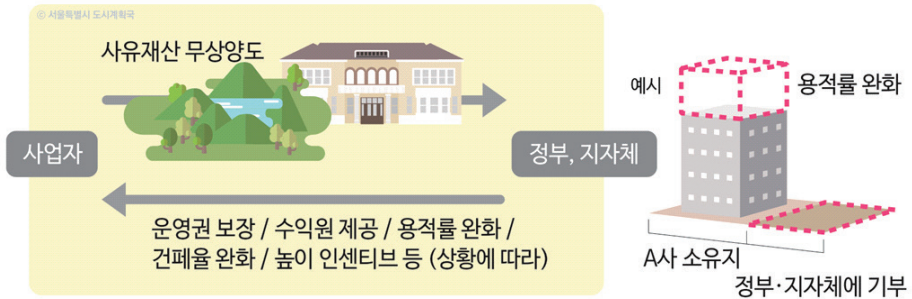 © 서울특별시 도시계획국
사유재산 무상양도
사업자
정부, 지자체
운영권 보장 / 수익원 제공 / 용적률 완화 /
건폐율 완화 / 높이 인센티브 등 (상황에 따라)
예시
용적률 완화
A사 소유지
정부·지자체에 기부